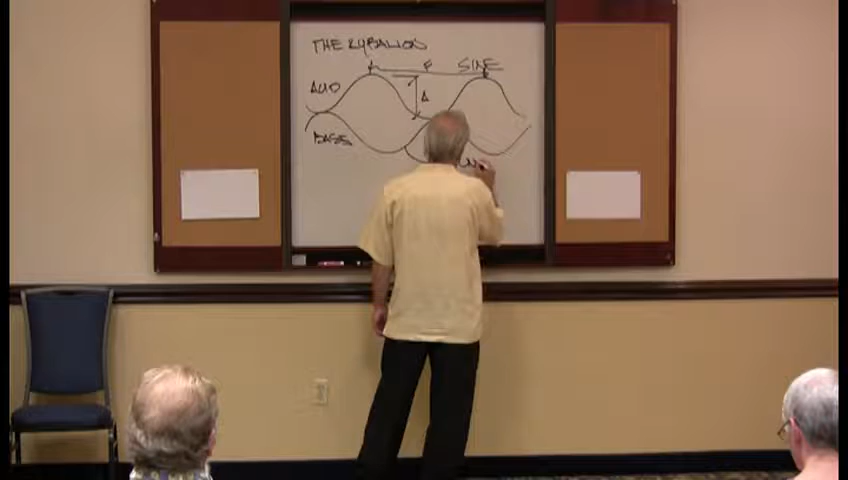 THE KYBALION
F
SINE
AUD
A
BASS